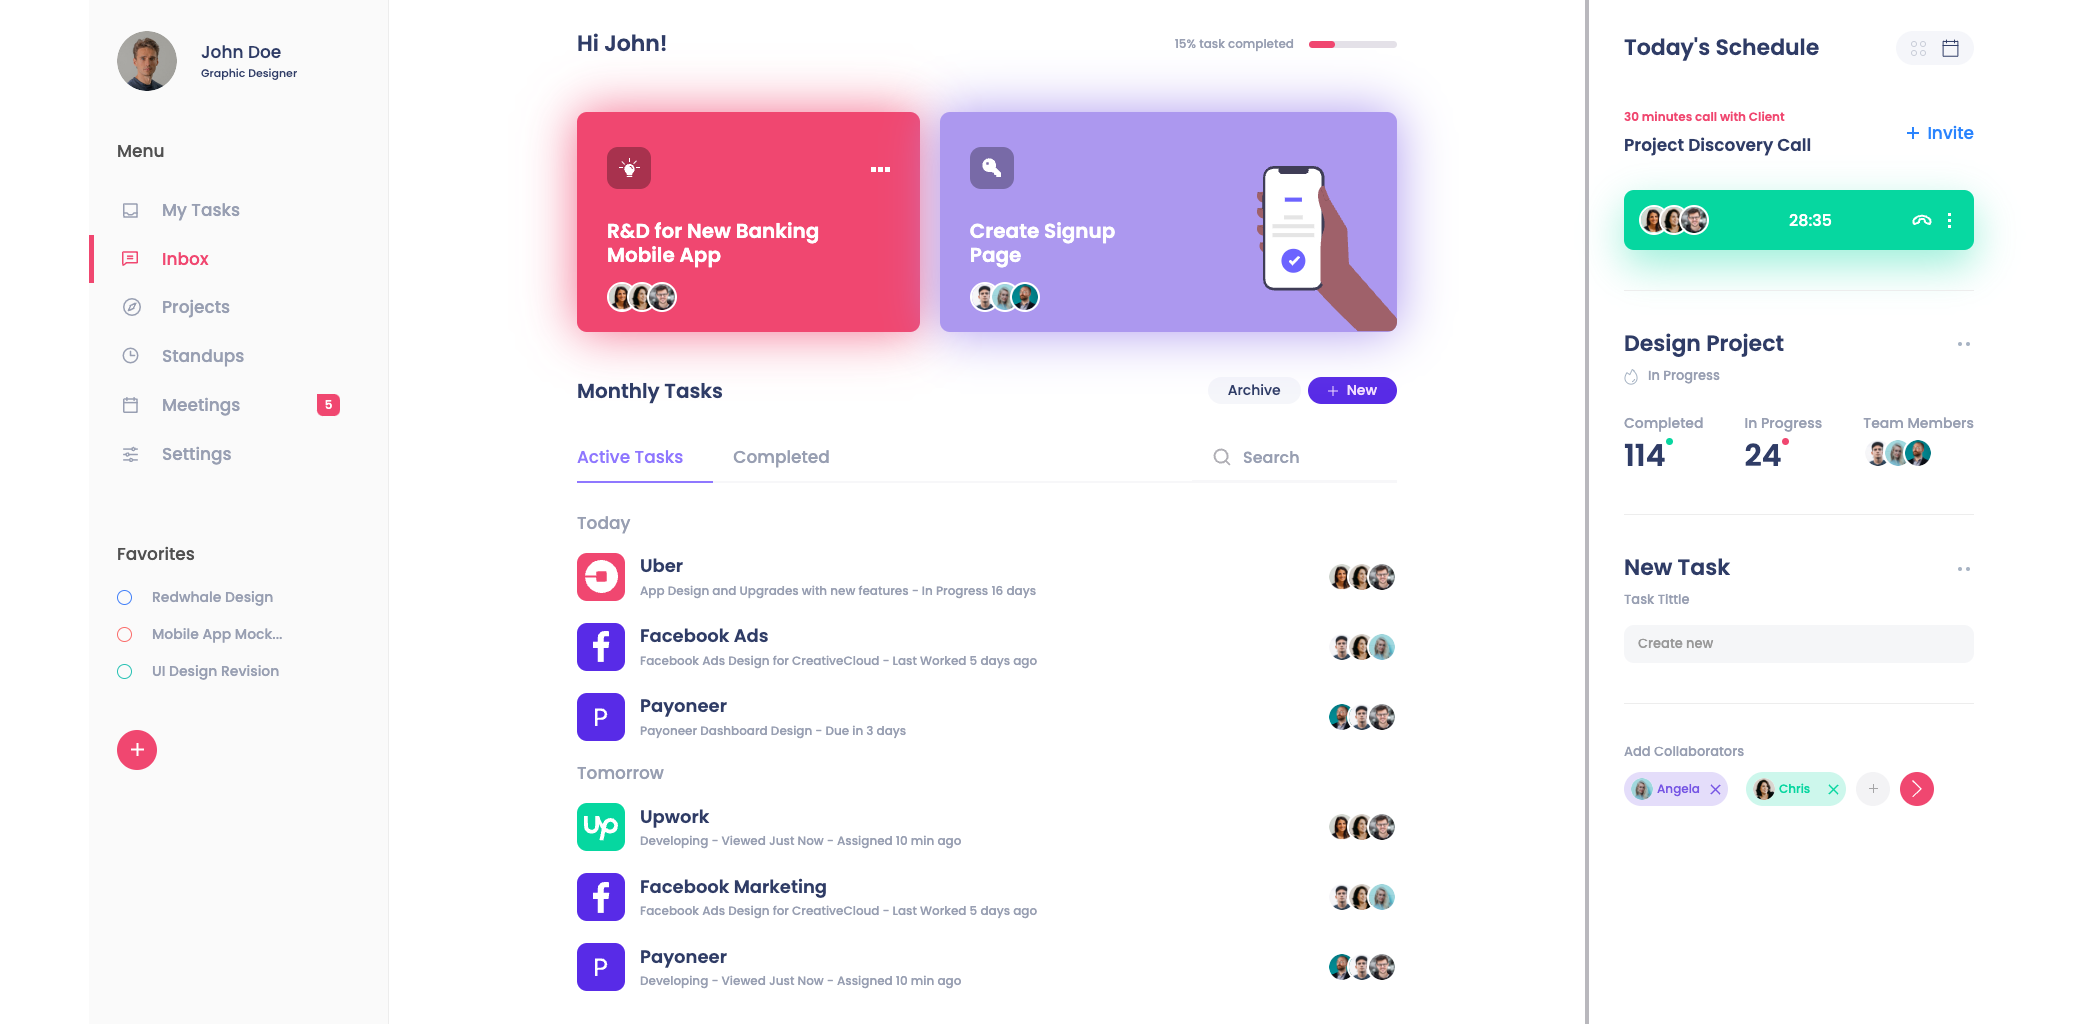 John Doe
Graphic Designer
Menu
My Tasks
Inbox
Projects
Standups
Meetings
5
Settings
Favorites
Redwhale Design
Mobile App Mock...
UI Design Revision
Hi John!
15% task completed
R&D for New Banking
Mobile App
Create Signup
Page
Monthly Tasks
Archive
+ New
Active Tasks
Completed
Search
Today
Uber
App Design and Upgrades with new features - In Progress 16 days
Facebook Ads
Facebook Ads Design for CreativeCloud - Last Worked 5 days ago
P
Payoneer
Payoneer Dashboard Design - Due in 3 days
Tomorrow
Up
Upwork
Developing - Viewed Just Now - Assigned 10 min ago
Facebook Marketing
Facebook Ads Design for CreativeCloud - Last Worked 5 days ago
P
Payoneer
Developing - Viewed Just Now - Assigned 10 min ago
Today's Schedule
30 minutes call with Client
Project Discovery Call
+ Invite
28:35
Design Project
In Progress
Completed
114
In Progress
24
Team Members
New Task
Task Tittle
Create new
Add Collaborators
Angela
Chris